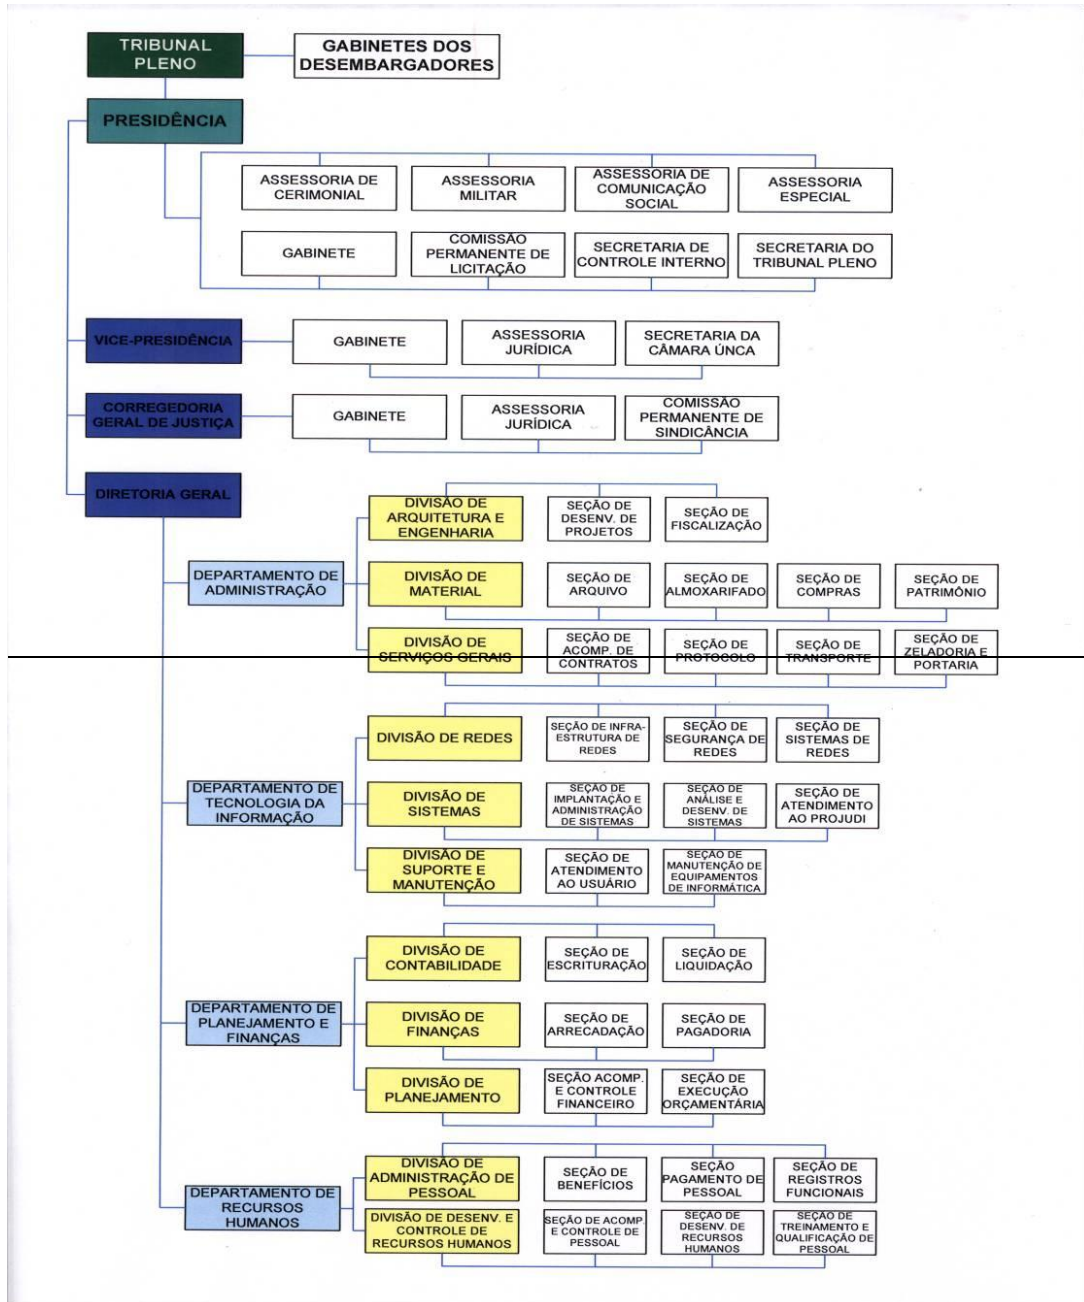 TRIBUNAL
PLENO
GABINETES DOS
DESEMBARGADORES
PRESIDÊNCIA
ASSESSORIA DE
CERIMONIAL
ASSESSORIA
MILITAR
ASSESSORIA DE
COMUNICAÇÃO
SOCIAL
ASSESSORIA
ESPECIAL
GABINETE
COMISSÃO
PERMANENTE DE
LICITAÇÃO
SECRETARIA DE
CONTROLE INTERNO
SECRETARIA DO
TRIBUNAL PLENO
VICE-PRESIDÊNCIA
GABINETE
ASSESSORIA
JURÍDICA
SECRETARIA DA
CÂMARA ÚNCA
CORREGEDORIA
GERAL DE JUSTIÇA
GABINETE
ASSESSORIA
JURÍDICA
COMISSÃO
PERMANENTE DE
SINDICÂNCIA
DIRETORIA GERAL
DEPARTAMENTO DE
ADMINISTRAÇÃO
DIVISÃO DE
ARQUITETURA E
ENGENHARIA
SEÇÃO DE
DESENV. DE
PROJETOS
SEÇÃO DE
FISCALIZAÇÃO
DIVISÃO DE
MATERIAL
SEÇÃO DE
ARQUIVO
SEÇÃO DE
ALMOXARIFADO
SEÇÃO DE
COMPRAS
SEÇÃO DE
PATRIMÔNIO
DIVISÃO DE
SERVIÇOS GERAIS
SEÇÃO DE
ACOMP. DE
CONTRATOS
SEÇÃO DE
PROTOCOLO
SEÇÃO DE
TRANSPORTE
SEÇÃO DE
ZELADORIA E
PORTARIA
DEPARTAMENTO DE
TECNOLOGIA DA
INFORMAÇÃO
DIVISÃO DE REDES
SEÇÃO DE INFRA-
ESTRUTURA DE
REDES
SEÇÃO DE
SEGURANÇA DE
REDES
SEÇÃO DE
SISTEMAS DE
REDES
DIVISÃO DE
SISTEMAS
SEÇÃO DE
IMPLANTAÇÃO E
ADMINISTRAÇÃO
DE SISTEMAS
SEÇÃO DE
ANÁLISE E
DESENV. DE
SISTEMAS
SEÇÃO DE
ATENDIMENTO
AO PROJUDI
DIVISÃO DE
SUPORTE E
MANUTENÇÃO
SEÇÃO DE
ATENDIMENTO
AO USUÁRIO
SEÇÃO DE
MANUTENÇÃO DE
EQUIPAMENTOS
DE INFORMÁTICA
DEPARTAMENTO DE
PLANEJAMENTO E
FINANÇAS
DIVISÃO DE
CONTABILIDADE
SEÇÃO DE
ESCRITURAÇÃO
SEÇÃO DE
LIQUIDAÇÃO
DIVISÃO DE
FINANÇAS
SEÇÃO DE
ARRECADAÇÃO
SEÇÃO DE
PAGADORIA
DIVISÃO DE
PLANEJAMENTO
SEÇÃO ACOMP.
E CONTROLE
FINANCEIRO
SEÇÃO DE
EXECUÇÃO
ORÇAMENTÁRIA
DEPARTAMENTO DE
RECURSOS
HUMANOS
DIVISÃO DE
ADMINISTRAÇÃO DE
PESSOAL
SEÇÃO DE
BENEFÍCIOS
SEÇÃO
PAGAMENTO DE
PESSOAL
SEÇÃO DE
REGISTROS
FUNCIONAIS
DIVISÃO DE DESENV. E
CONTROLE DE
RECURSOS HUMANOS
SEÇÃO DE ACOMP.
E CONTROLE DE
PESSOAL
SEÇÃO DE
DESENV. DE
RECURSOS
HUMANOS
SEÇÃO DE
TREINAMENTO E
QUALIFICAÇÃO DE
PESSOAL